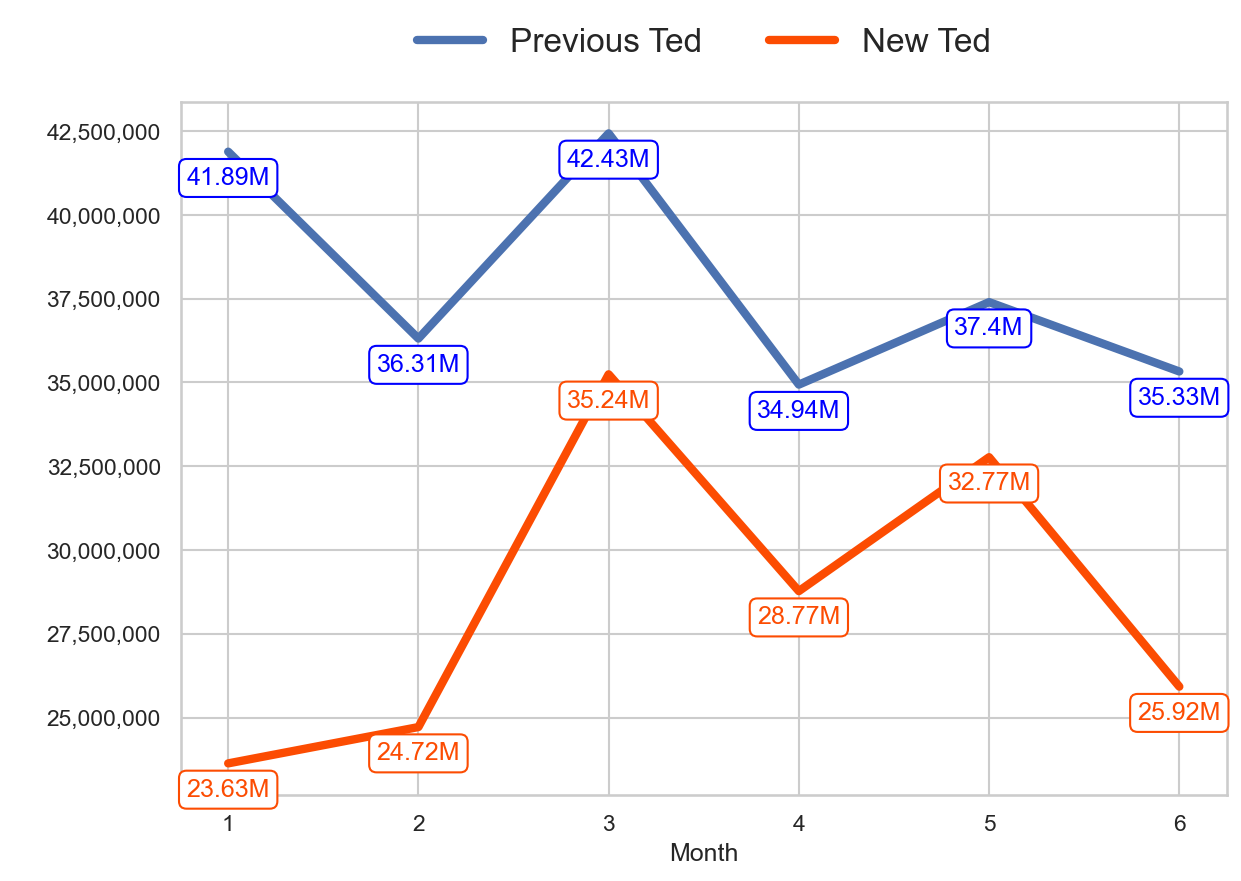 Previous Ted New Ted
42,500,000
40,000,000
37,500,000
35,000,000
32,500,000
30,000,000
27,500,000
25,000,000
41.89M
36.31M
42.43M
34.94M
37.4M
35.33M
23.63M
24.72M
35.24M
28.77M
32.77M
25.92M
1 2 3 4 5 6
Month